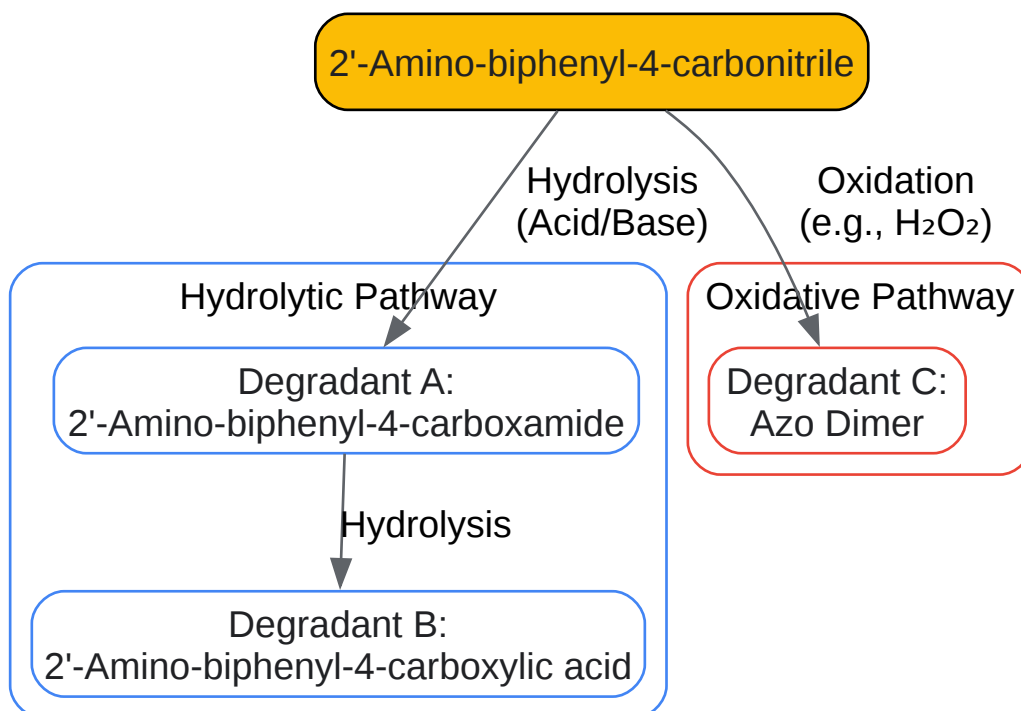 2'-Amino-biphenyl-4-carbonitrile
Hydrolysis
(Acid/Base)
Oxidation
(e.g., H₂O₂)
Hydrolytic Pathway
Oxidative Pathway
Degradant A:
2'-Amino-biphenyl-4-carboxamide
Degradant C:
Azo Dimer
Hydrolysis
Degradant B:
2'-Amino-biphenyl-4-carboxylic acid